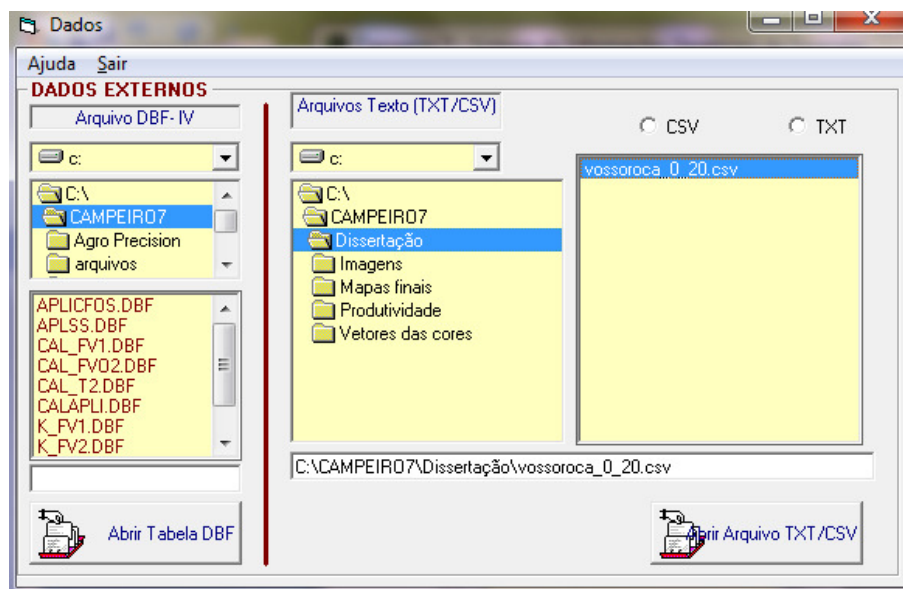 Dados
Ajuda Sair
DADOS EXTERNOS
Arquivo DBF- IV
c:
C:\
CAMPEIRO7
Agro Precision
arquivos
APLICFOS.DBF
APLSS.DBF
CAL_FV1.DBF
CAL_FVO2.DBF
CAL_T2.DBF
CALAPLI.DBF
K_FV1.DBF
K_FV2.DBF
Abrir Tabela DBF
Arquivos Texto (TXT/CSV)
c:
C:\
CAMPEIRO7
Dissertação
Imagens
Mapas finais
Produtividade
Vetores das cores
CSV TXT
vossoroca_0_20.csv
C:\CAMPEIRO7\Dissertação\vossoroca_0_20.csv
Abrir Arquivo TXT/CSV